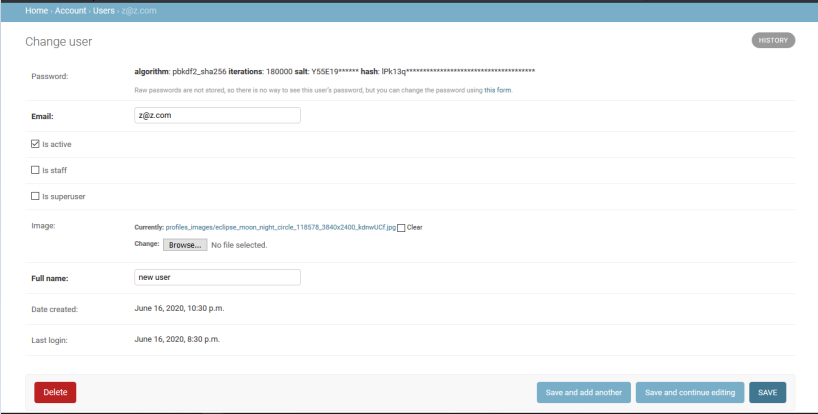 Home › Account › Users › z@z.com
Change user
HISTORY
Password:
algorithm: pbkdf2_sha256 iterations: 180000 salt: Y55E19****** hash: lPk13q**************************************
Raw passwords are not stored, so there is no way to see this user's password, but you can change the password using this form.
Email:
z@z.com
Is active
Is staff
Is superuser
Image:
Currently: profiles_images/eclipse_moon_night_circle_118578_3840x2400_kdnwUCf.jpg Clear
Change: Browse... No file selected.
Full name:
new user
Date created:
June 16, 2020, 10:30 p.m.
Last login:
June 16, 2020, 8:30 p.m.
Delete
Save and add another
Save and continue editing
SAVE